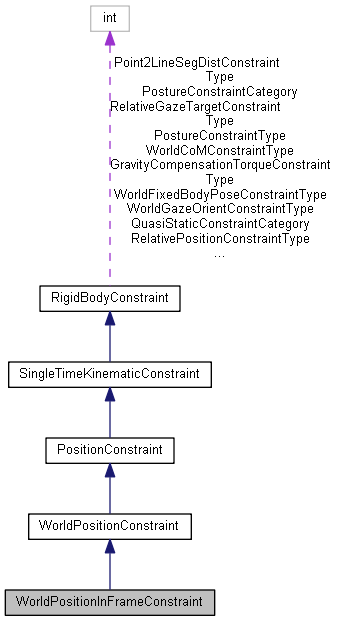 int
Point2LineSegDistConstraint
Type
PostureConstraintCategory
RelativeGazeTargetConstraint
Type
PostureConstraintType
WorldCoMConstraintType
GravityCompensationTorqueConstraint
Type
WorldFixedBodyPoseConstraintType
WorldGazeOrientConstraintType
QuasiStaticConstraintCategory
RelativePositionConstraintType
...
RigidBodyConstraint
SingleTimeKinematicConstraint
PositionConstraint
WorldPositionConstraint
WorldPositionInFrameConstraint